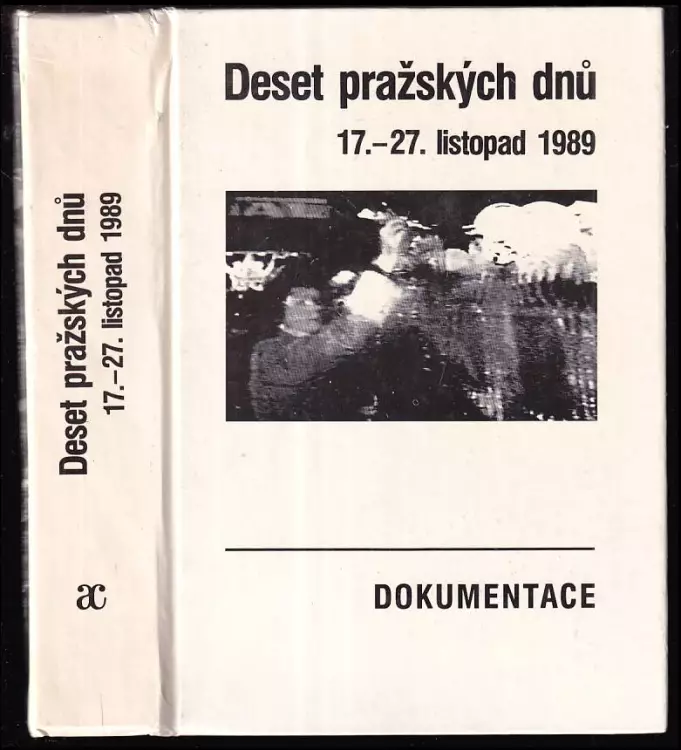 Deset pražských dnů
17.–27. listopad 1989
DOKUMENTACE
Deset pražských dnů
17.–27. listopad 1989
ac